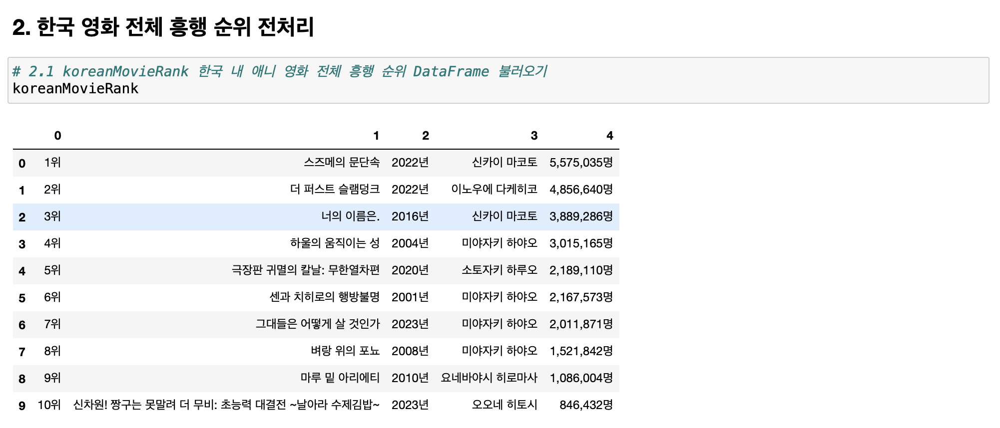 2. 한국 영화 전체 흥행 순위 전처리
# 2.1 koreanMovieRank 한국 내 애니 영화 전체 흥행 순위 DataFrame 불러오기
koreanMovieRank
0 1 2 3 4
0 1위 스즈메의 문단속 2022년 신카이 마코토 5,575,035명
1 2위 더 퍼스트 슬램덩크 2022년 이노우에 다케히코 4,856,640명
2 3위 너의 이름은. 2016년 신카이 마코토 3,889,286명
3 4위 하울의 움직이는 성 2004년 미야자키 하야오 3,015,165명
4 5위 극장판 귀멸의 칼날: 무한열차편 2020년 소토자키 하루오 2,189,110명
5 6위 센과 치히로의 행방불명 2001년 미야자키 하야오 2,167,573명
6 7위 그대들은 어떻게 살 것인가 2023년 미야자키 하야오 2,011,871명
7 8위 벼랑 위의 포뇨 2008년 미야자키 하야오 1,521,842명
8 9위 마루 밑 아리에티 2010년 요네바야시 히로마사 1,086,004명
9 10위 신차원! 짱구는 못말려 더 무비: 초능력 대결전 ~날아라 수제김밥~ 2023년 오오네 히토시 846,432명